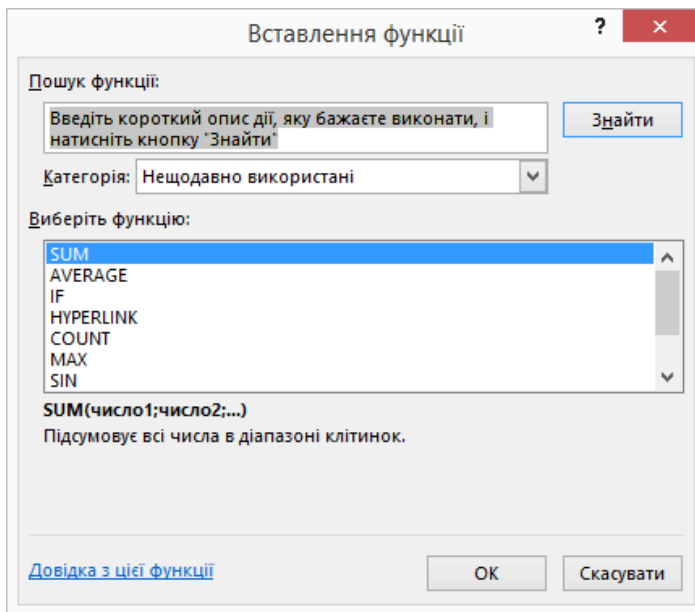 Вставлення функції
?
Пошук функції:
Введіть короткий опис дії, яку бажаєте виконати, і
натисніть кнопку "Знайти"
Знайти
Категорія: Нещодавно використані
Виберіть функцію:
SUM
AVERAGE
IF
HYPERLINK
COUNT
MAX
SIN
SUM(число1;число2;...)
Підсумовує всі числа в діапазоні клітинок.
Довідка з цієї функції
ОК
Скасувати